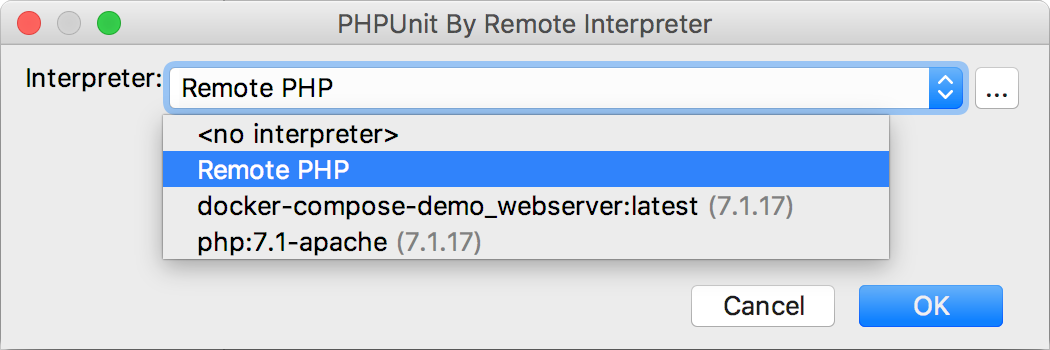 PHPUnit By Remote Interpreter
Interpreter: Remote PHP ...
<no interpreter>
Remote PHP
docker-compose-demo_webserver:latest (7.1.17)
php:7.1-apache (7.1.17)
Cancel OK